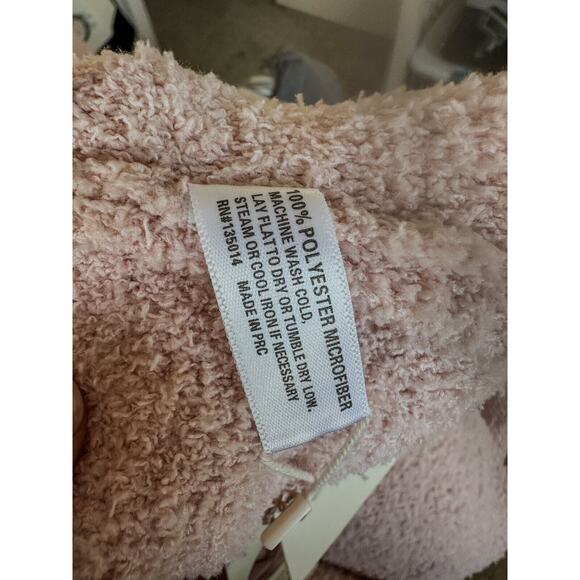 100% POLYESTER MICROFIBER
MACHINE WASH COLD,
LAY FLAT TO DRY OR TUMBLE DRY LOW.
STEAM OR COOL IRON IF NECESSARY
RN#135014 MADE IN PRC